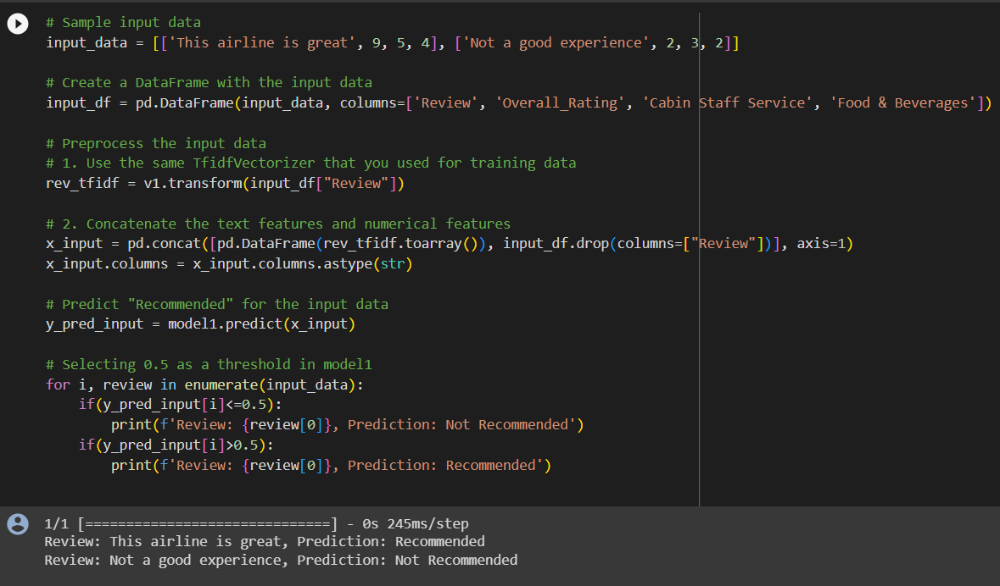 # Sample input data
input_data = [['This airline is great', 9, 5, 4], ['Not a good experience', 2, 3, 2]]
# Create a DataFrame with the input data
input_df = pd.DataFrame(input_data, columns=['Review', 'Overall_Rating', 'Cabin Staff Service', 'Food & Beverages'])
# Preprocess the input data
# 1. Use the same TfidfVectorizer that you used for training data
rev_tfidf = v1.transform(input_df["Review"])
# 2. Concatenate the text features and numerical features
x_input = pd.concat([pd.DataFrame(rev_tfidf.toarray()), input_df.drop(columns=["Review"])], axis=1)
x_input.columns = x_input.columns.astype(str)
# Predict "Recommended" for the input data
y_pred_input = model1.predict(x_input)
# Selecting 0.5 as a threshold in model1
for i, review in enumerate(input_data):
    if(y_pred_input[i]<=0.5):
        print(f'Review: {review[0]}, Prediction: Not Recommended')
    if(y_pred_input[i]>0.5):
        print(f'Review: {review[0]}, Prediction: Recommended')
1/1 [==============================] - 0s 245ms/step
Review: This airline is great, Prediction: Recommended
Review: Not a good experience, Prediction: Not Recommended